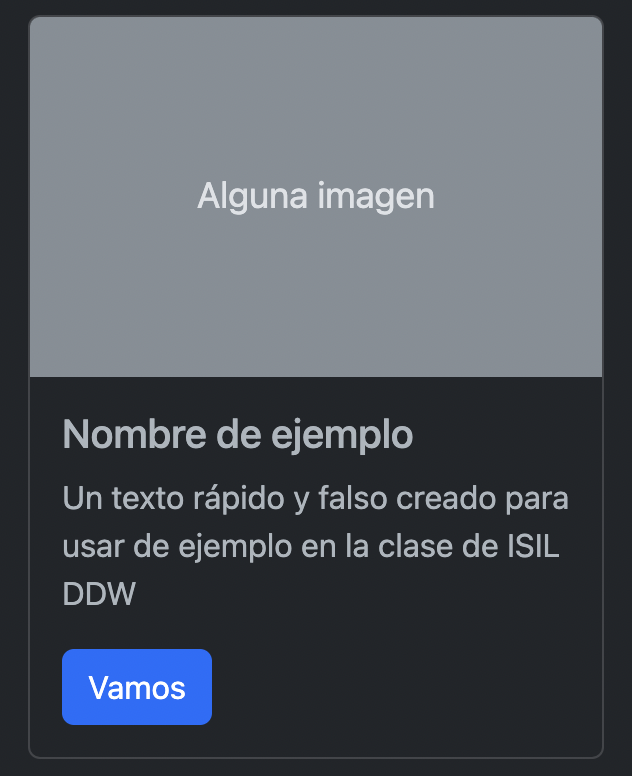 Alguna imagen
Nombre de ejemplo
Un texto rápido y falso creado para
usar de ejemplo en la clase de ISIL
DDW
Vamos